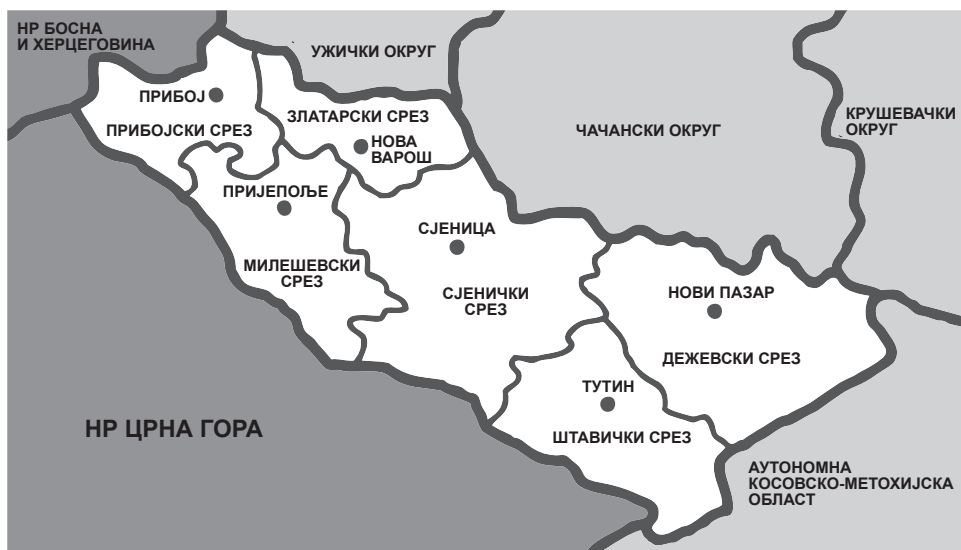 НР БОСНА
И ХЕРЦЕГОВИНА
УЖИЧКИ ОКРУГ
ПРИБОЈ
ПРИБОЈСКИ СРЕЗ
ЗЛАТАРСКИ СРЕЗ
НОВА
ВАРОШ
ЧАЧАНСКИ ОКРУГ
КРУШЕВАЧКИ
ОКРУГ
ПРИЈЕПОЉЕ
МИЛЕШЕВСКИ
СРЕЗ
СЈЕНИЦА
СЈЕНИЧКИ
СРЕЗ
НОВИ ПАЗАР
ДЕЖЕВСКИ СРЕЗ
ТУТИН
ШТАВИЧКИ СРЕЗ
НР ЦРНА ГОРА
АУТОНОМНА
КОСОВСКО-МЕТОХИЈСКА
ОБЛАСТ